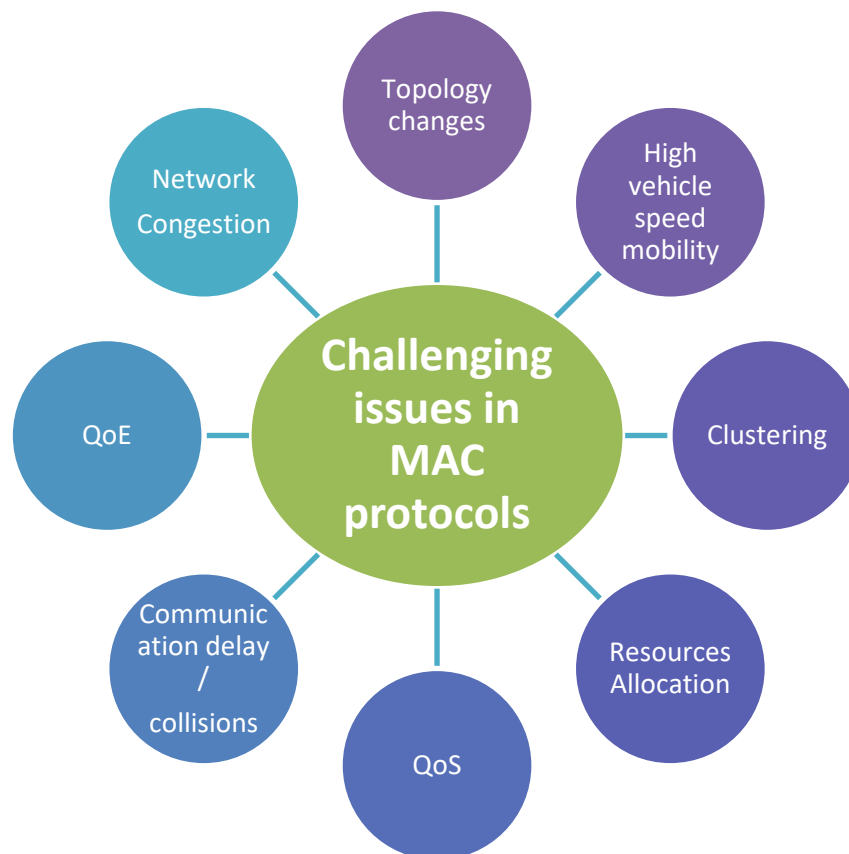 Topology
changes
High
vehicle
speed
mobility
Network
Congestion
Challenging
issues in
MAC
protocols
QoE
Clustering
Communic
ation delay
/
collisions
Resources
Allocation
QoS